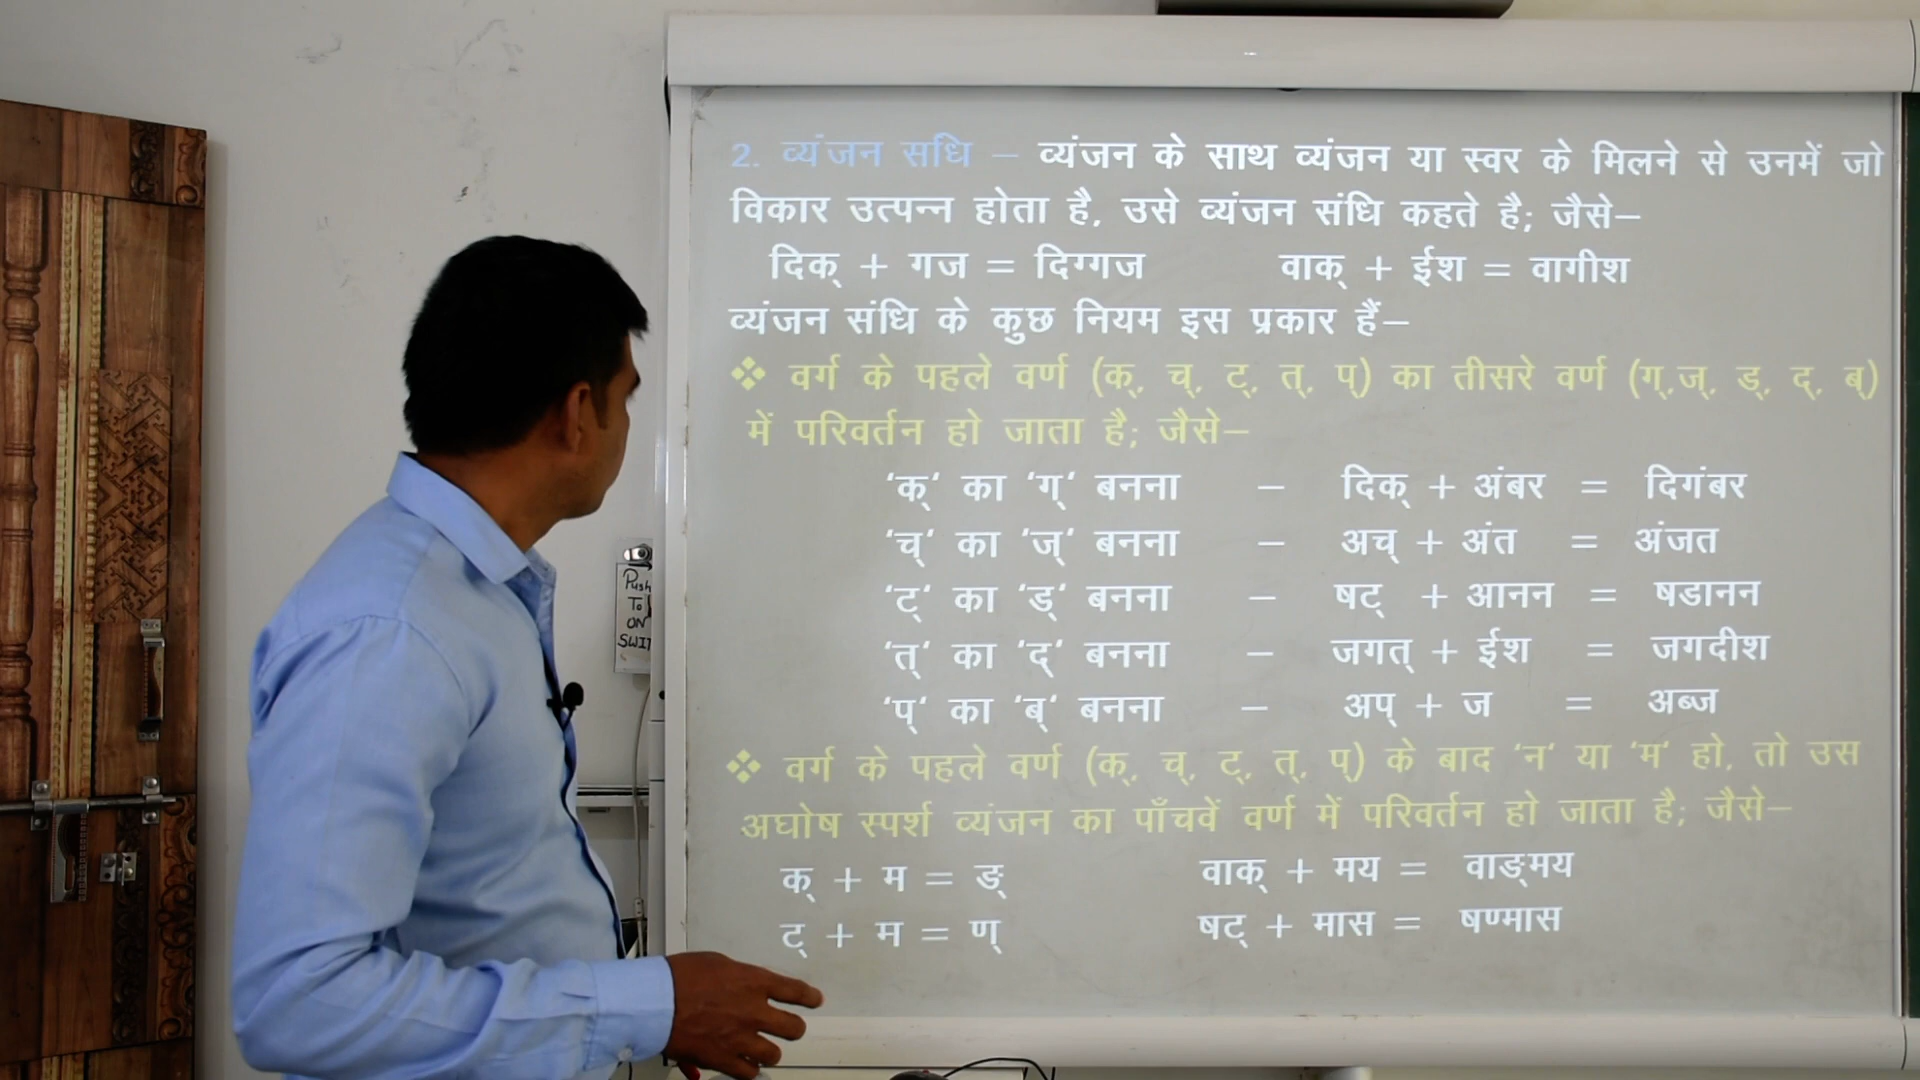 2. व्यंजन संधि – व्यंजन के साथ व्यंजन या स्वर के मिलने से उनमें जो
विकार उत्पन्न होता है, उसे व्यंजन संधि कहते है; जैसे–
दिक् + गज = दिग्गज वाक् + ईश = वागीश
व्यंजन संधि के कुछ नियम इस प्रकार हैं–
❖ वर्ग के पहले वर्ण (क्, च्, ट्, त्, प्) का तीसरे वर्ण (ग्,ज्, ड्, द्, ब्)
में परिवर्तन हो जाता है; जैसे–
'क्' का 'ग्' बनना – दिक् + अंबर = दिगंबर
'च्' का 'ज्' बनना – अच् + अंत = अंजत
'ट्' का 'ड्' बनना – षट् + आनन = षडानन
'त्' का 'द्' बनना – जगत् + ईश = जगदीश
'प्' का 'ब्' बनना – अप् + ज = अब्ज
❖ वर्ग के पहले वर्ण (क्, च्, ट्, त्, प्) के बाद 'न' या 'म' हो, तो उस
अघोष स्पर्श व्यंजन का पाँचवें वर्ण में परिवर्तन हो जाता है; जैसे–
क् + म = ङ् वाक् + मय = वाङ्मय
ट् + म = ण् षट् + मास = षण्मास
Push
To
ON